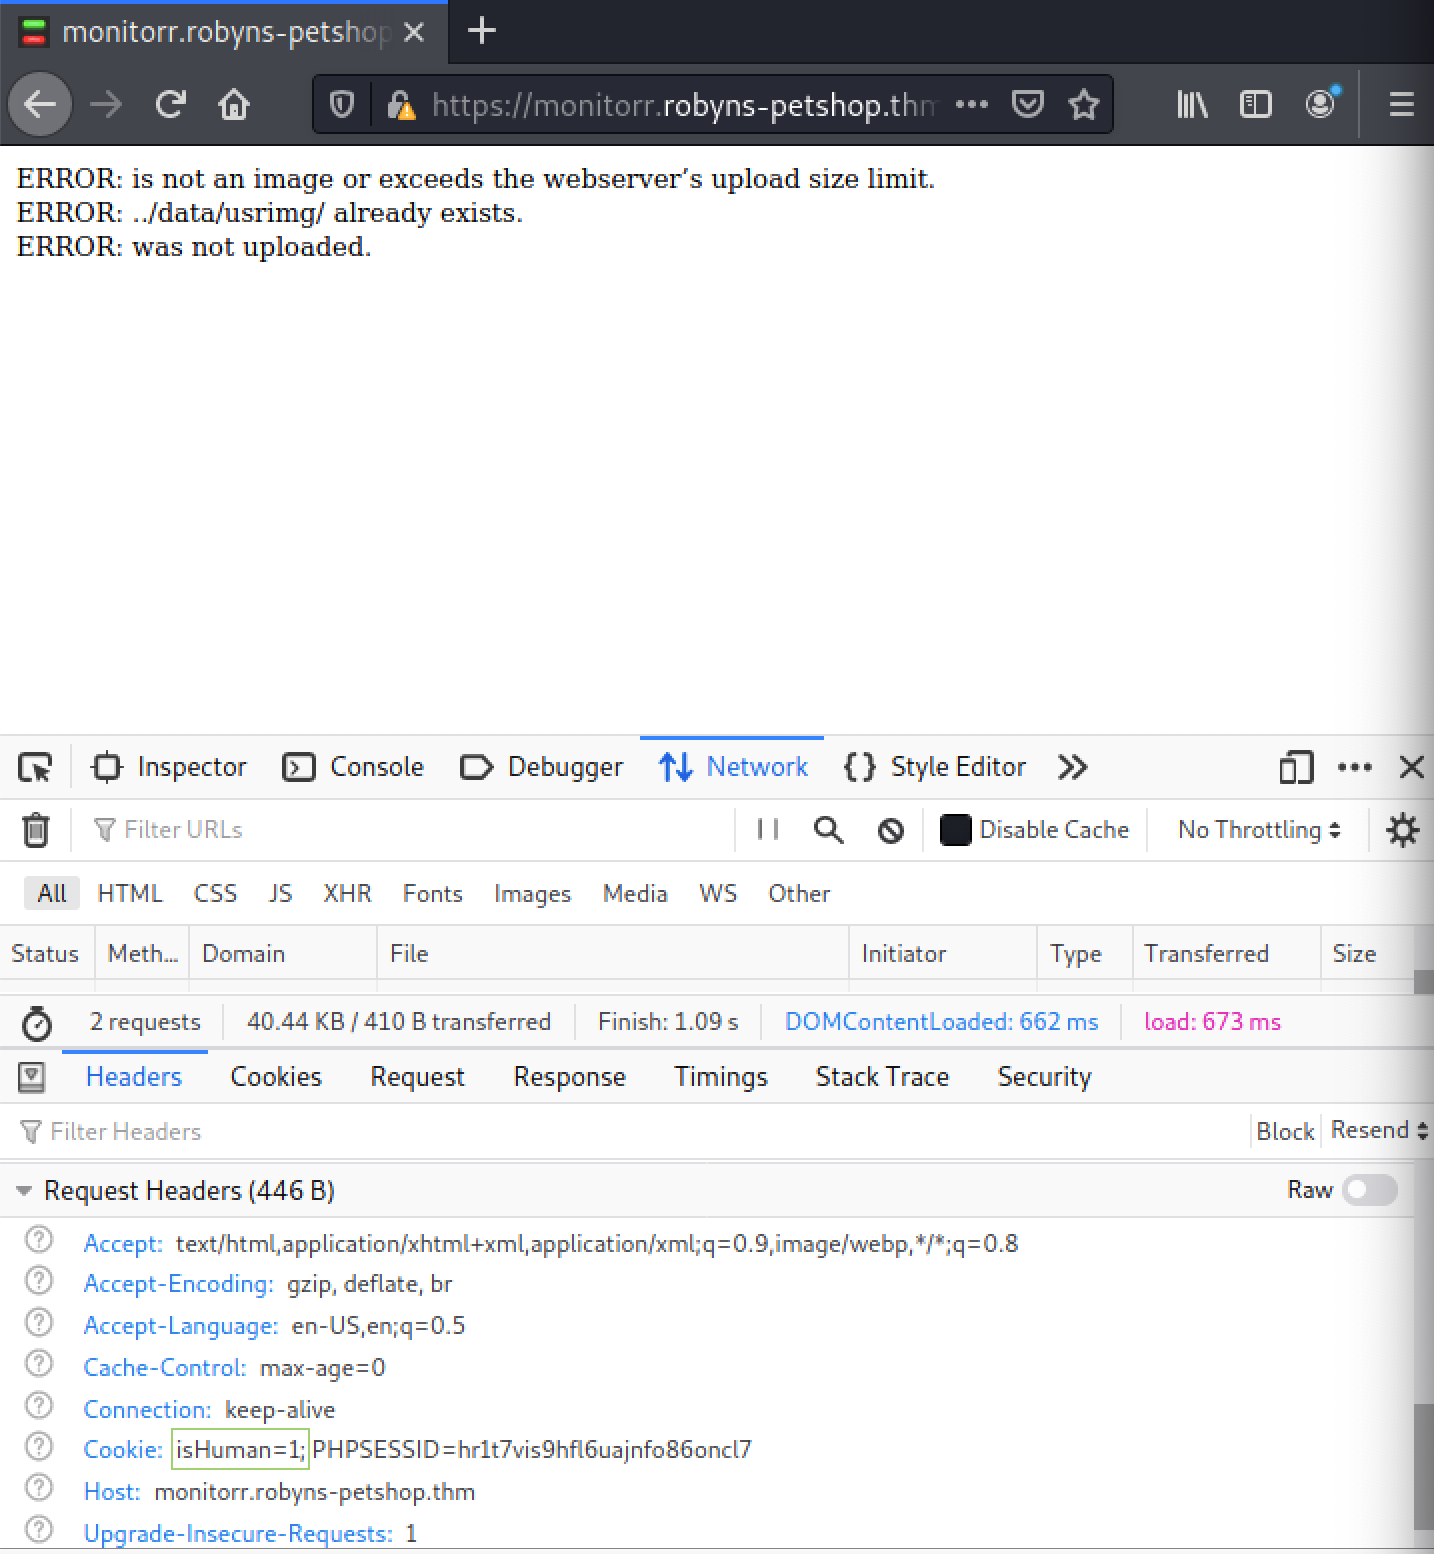 monitorr.robyns-petshop
https://monitorr.robyns-petshop.thm
ERROR: is not an image or exceeds the webserver’s upload size limit.
ERROR: ../data/usrimg/ already exists.
ERROR: was not uploaded.
Inspector Console Debugger Network Style Editor
Filter URLs Disable Cache No Throttling
All HTML CSS JS XHR Fonts Images Media WS Other
Status Meth... Domain File Initiator Type Transferred Size
2 requests 40.44 KB / 410 B transferred Finish: 1.09 s DOMContentLoaded: 662 ms load: 673 ms
Headers Cookies Request Response Timings Stack Trace Security
Filter Headers Block Resend
Request Headers (446 B) Raw
Accept: text/html,application/xhtml+xml,application/xml;q=0.9,image/webp,*/*;q=0.8
Accept-Encoding: gzip, deflate, br
Accept-Language: en-US,en;q=0.5
Cache-Control: max-age=0
Connection: keep-alive
Cookie: isHuman=1; PHPSESSID=hr1t7vis9hfl6uajnfo86oncl7
Host: monitorr.robyns-petshop.thm
Upgrade-Insecure-Requests: 1